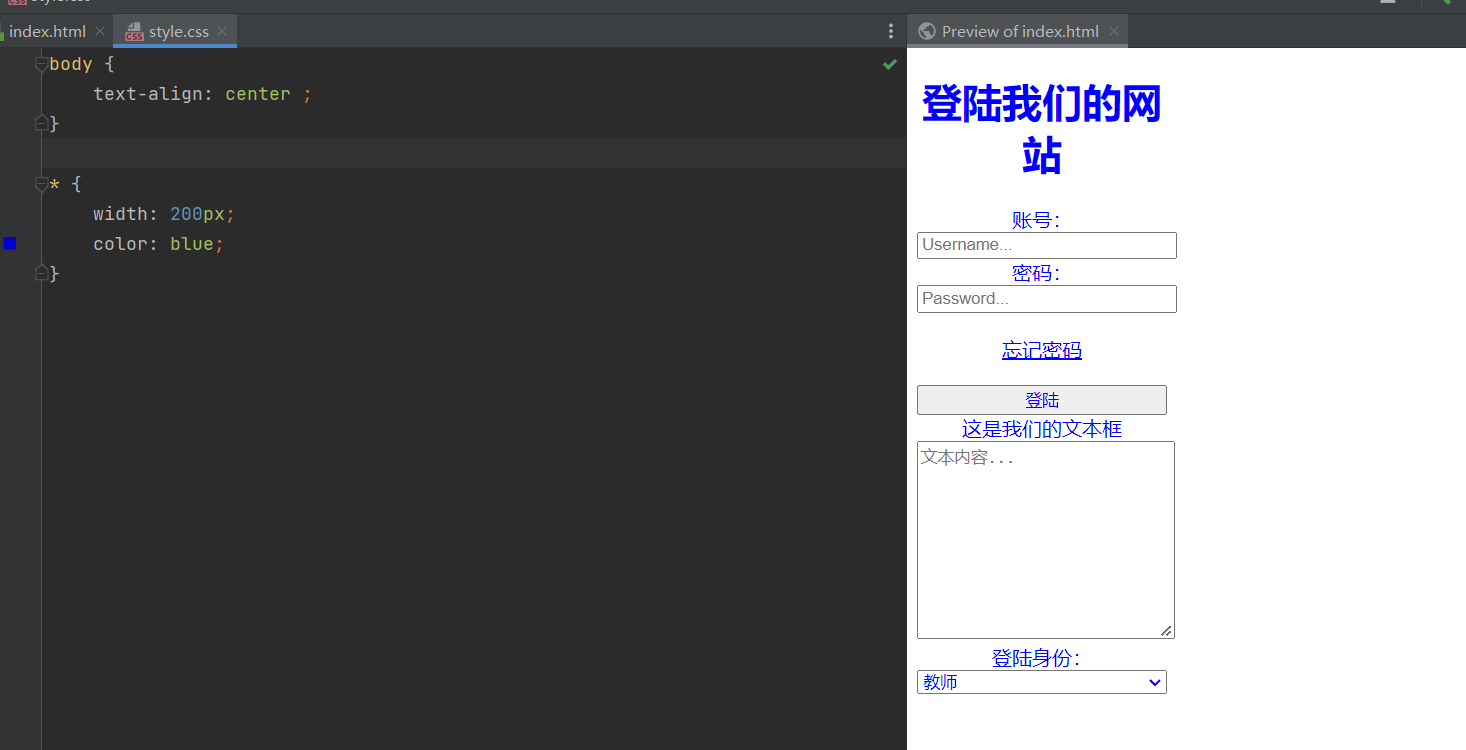 index.html
style.css
Preview of index.html
body {
text-align: center ;
}
* {
width: 200px;
color: blue;
}
登陆我们的网
站
账号：
Username...
密码：
Password...
忘记密码
登陆
这是我们的文本框
文本内容...
登陆身份：
教师